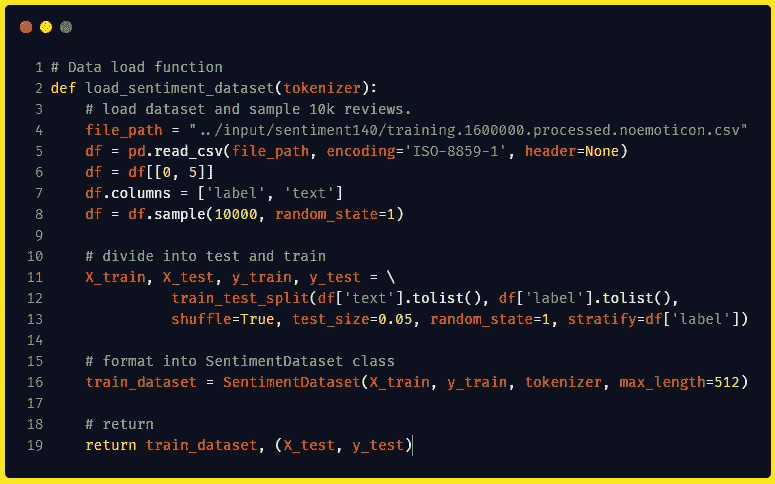 1 # Data load function
2 def load_sentiment_dataset(tokenizer):
3     # load dataset and sample 10k reviews.
4     file_path = "../input/sentiment140/training.1600000.processed.noemoticon.csv"
5     df = pd.read_csv(file_path, encoding='ISO-8859-1', header=None)
6     df = df[[0, 5]]
7     df.columns = ['label', 'text']
8     df = df.sample(10000, random_state=1)
9
10     # divide into test and train
11     X_train, X_test, y_train, y_test = \
12               train_test_split(df['text'].tolist(), df['label'].tolist(),
13               shuffle=True, test_size=0.05, random_state=1, stratify=df['label'])
14
15     # format into SentimentDataset class
16     train_dataset = SentimentDataset(X_train, y_train, tokenizer, max_length=512)
17
18     # return
19     return train_dataset, (X_test, y_test)